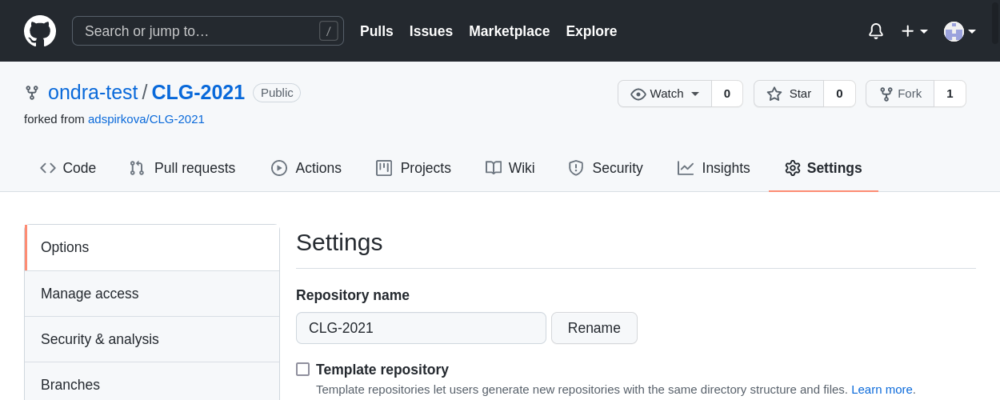 Search or jump to… /
Pulls Issues Marketplace Explore
ondra-test / CLG-2021 Public
Watch 0 Star 0 Fork 1
forked from adspirkova/CLG-2021
Code Pull requests Actions Projects Wiki Security Insights Settings
Options
Manage access
Security & analysis
Branches
Settings
Repository name
CLG-2021 Rename
Template repository
Template repositories let users generate new repositories with the same directory structure and files. Learn more.